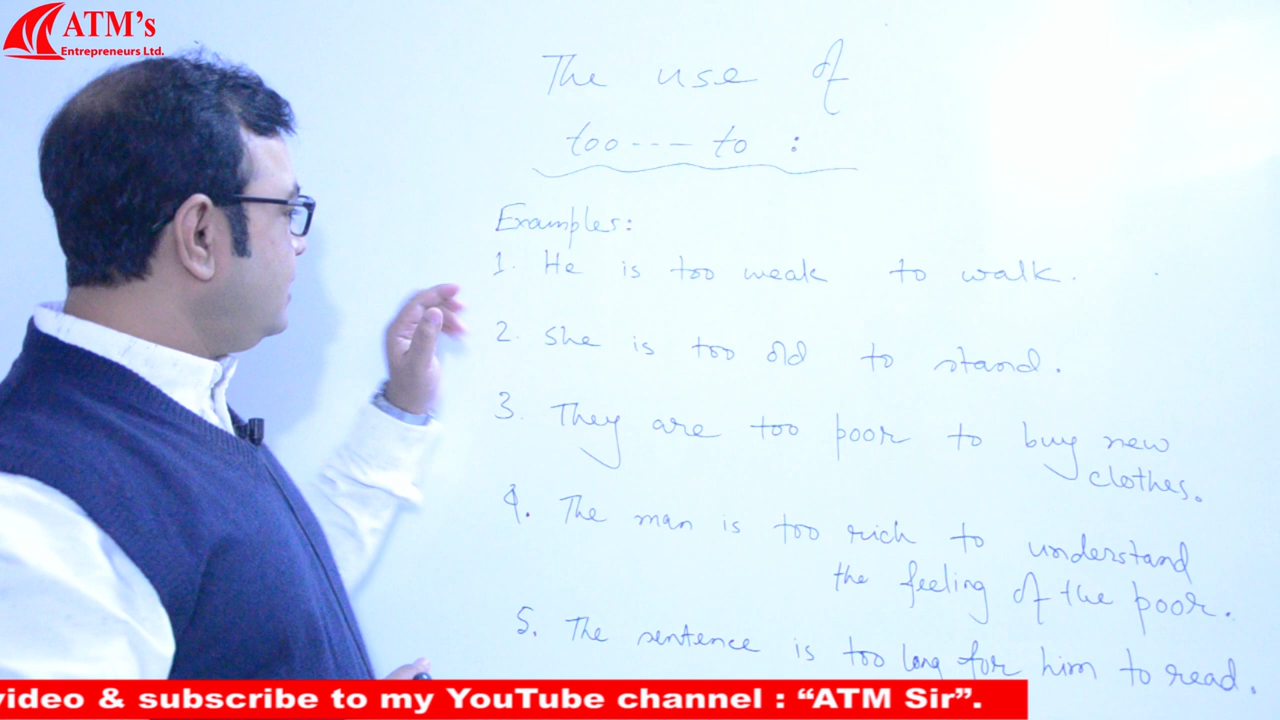 ATM's
Entrepreneurs Ltd.
The use of
too --- to :
Examples:
1. He is too weak to walk.
2. She is too old to stand.
3. They are too poor to buy new
clothes.
4. The man is too rich to understand
the feeling of the poor.
5. The sentence is too long for him to read.
video & subscribe to my YouTube channel : “ATM Sir”.